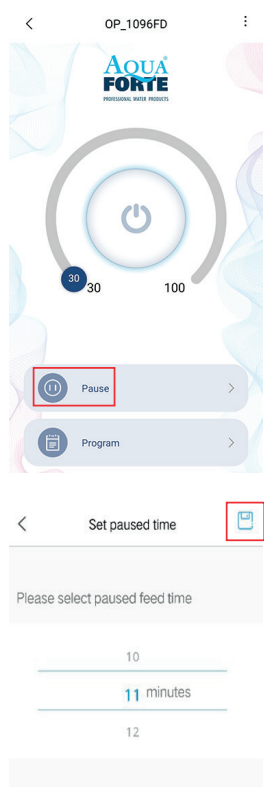 OP_1096FD
AQUA
FORTE
PROFESSIONAL WATER PRODUCTS
30
30 100
Pause
Program
Set paused time
Please select paused feed time
10
11 minutes
12